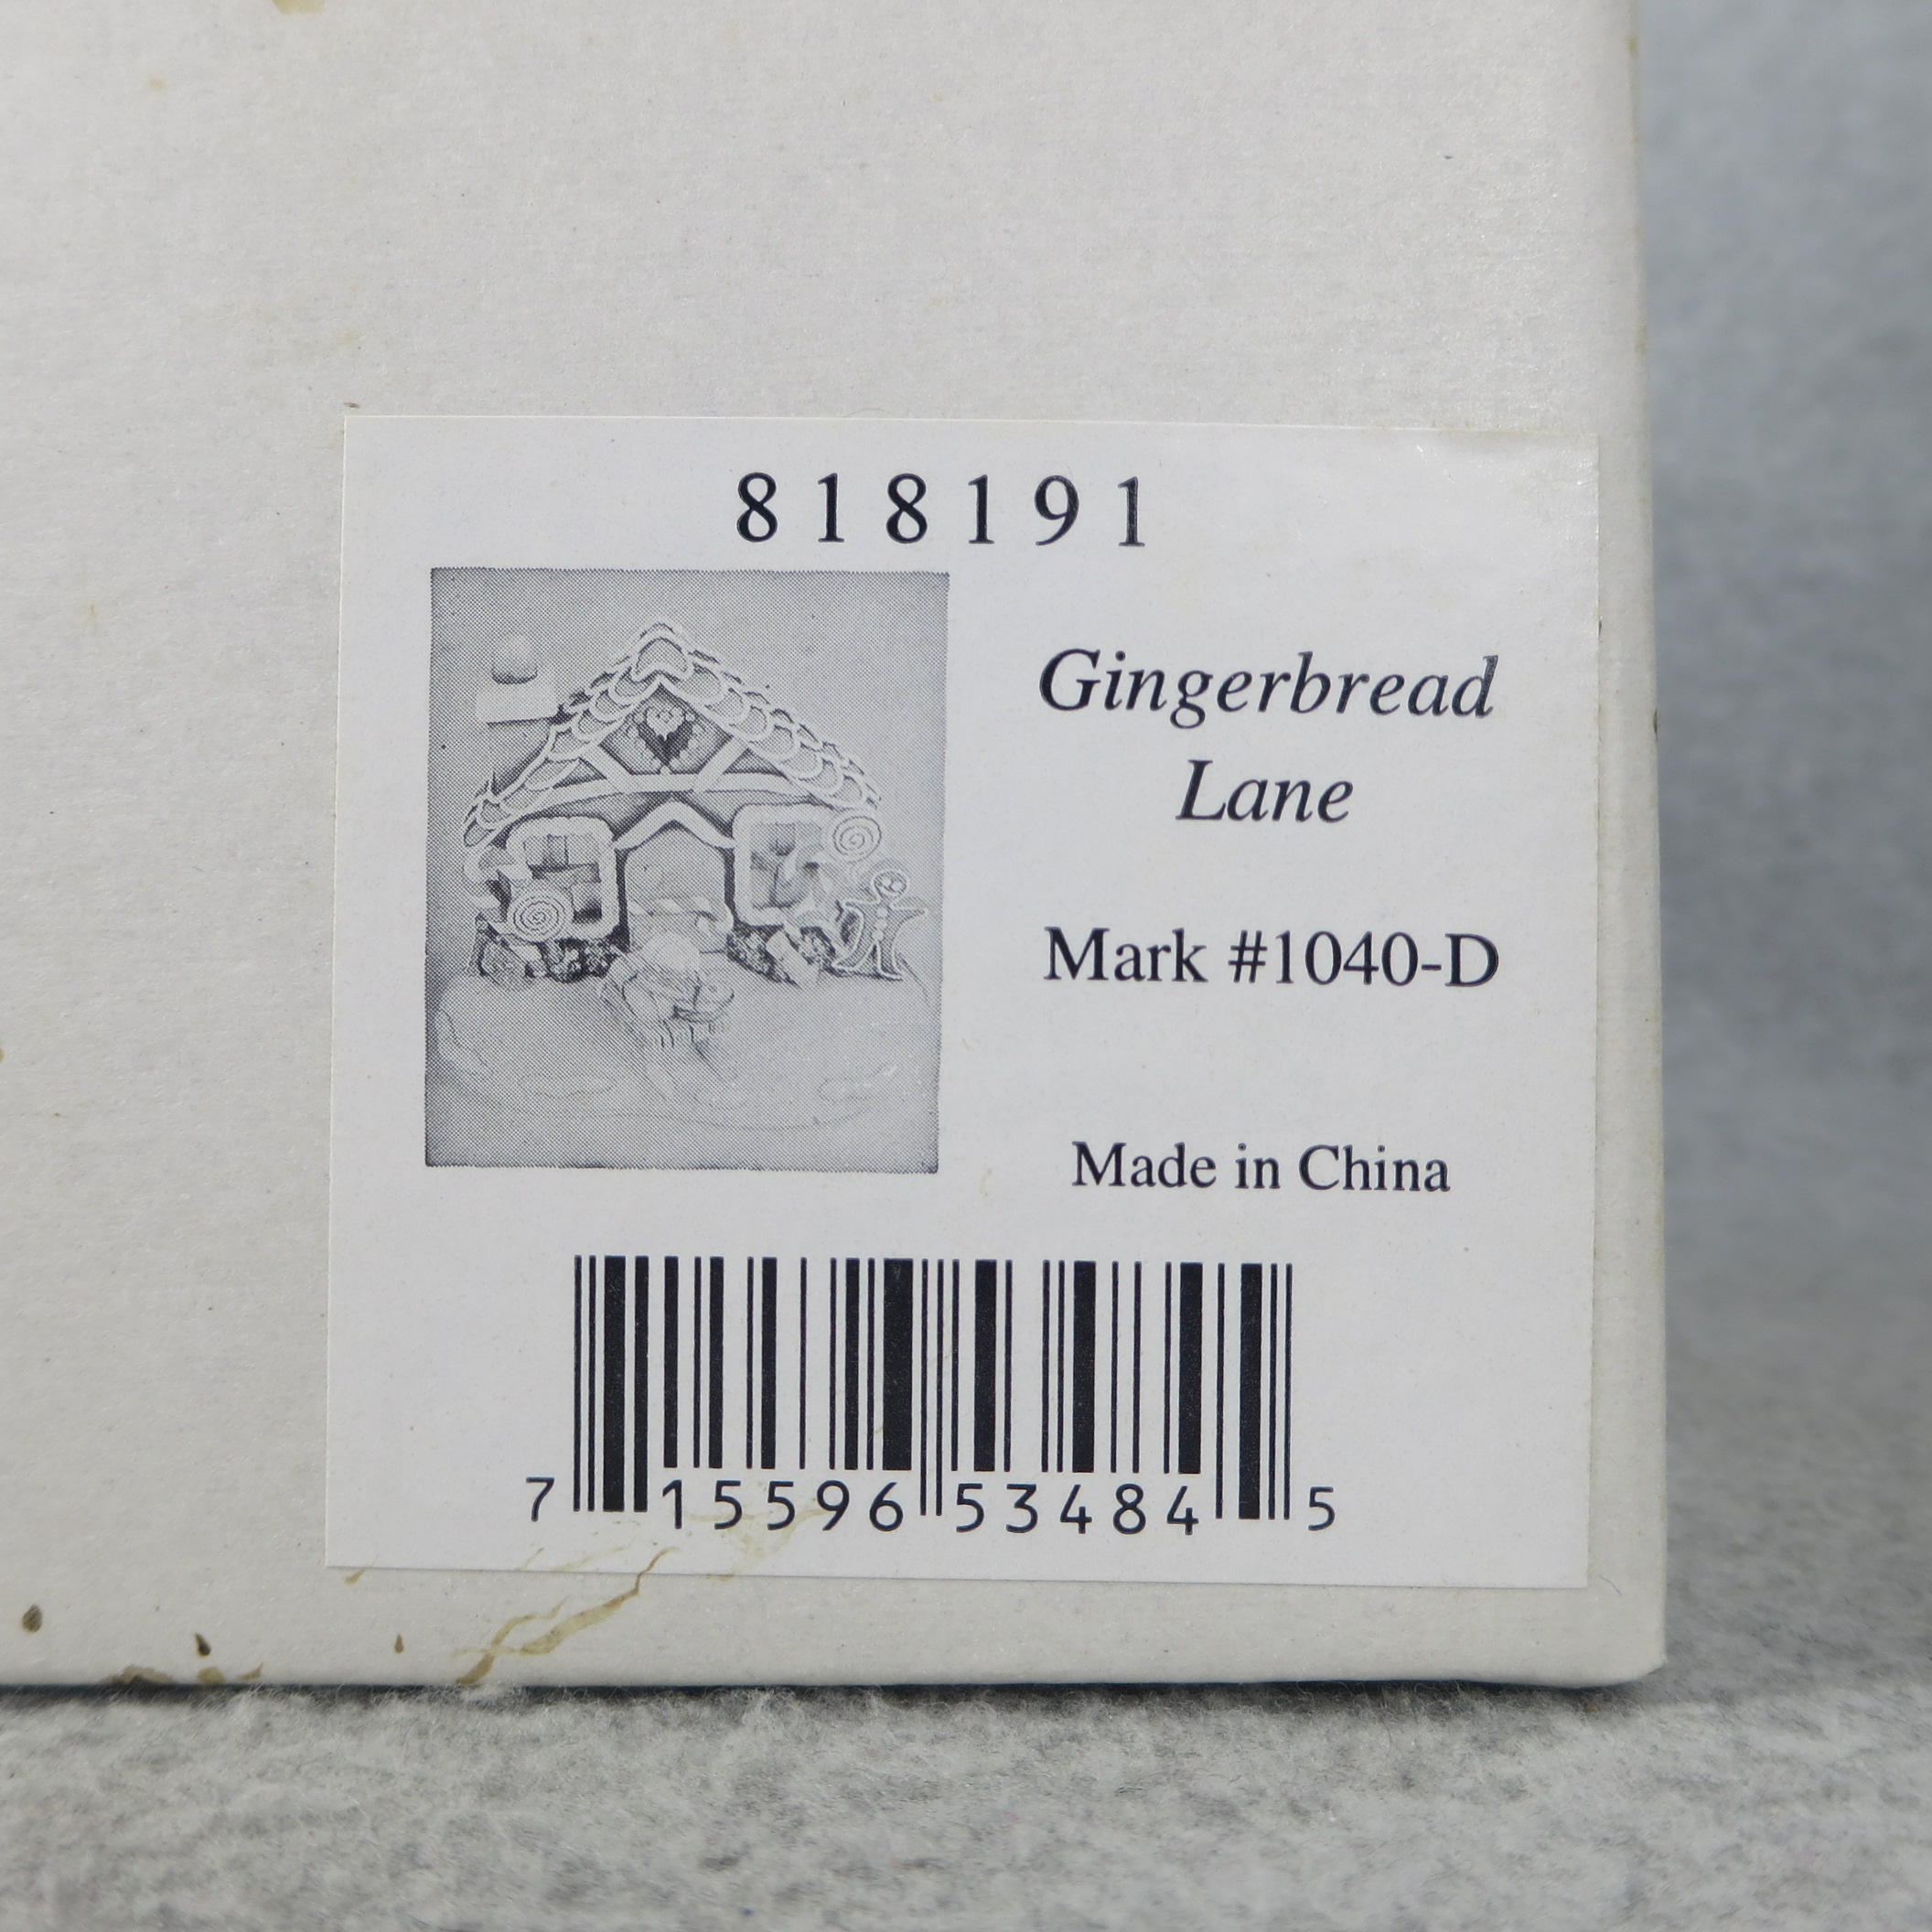 818191
Gingerbread
Lane
Mark #1040-D
Made in China
7 15596 53484 5